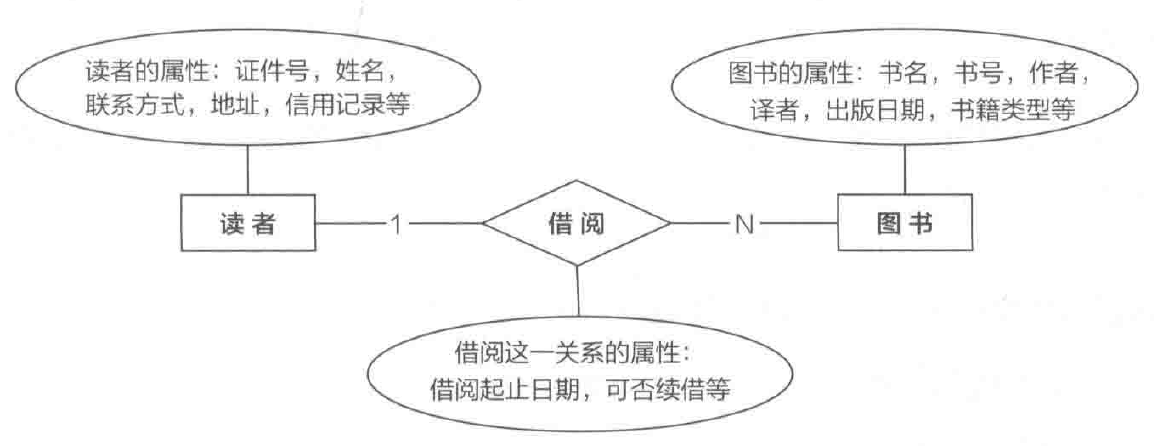 读者的属性：证件号，姓名，
联系方式，地址，信用记录等
图书的属性：书名，书号，作者，
译者，出版日期，书籍类型等
读者
1
借阅
N
图书
借阅这一关系的属性：
借阅起止日期，可否续借等